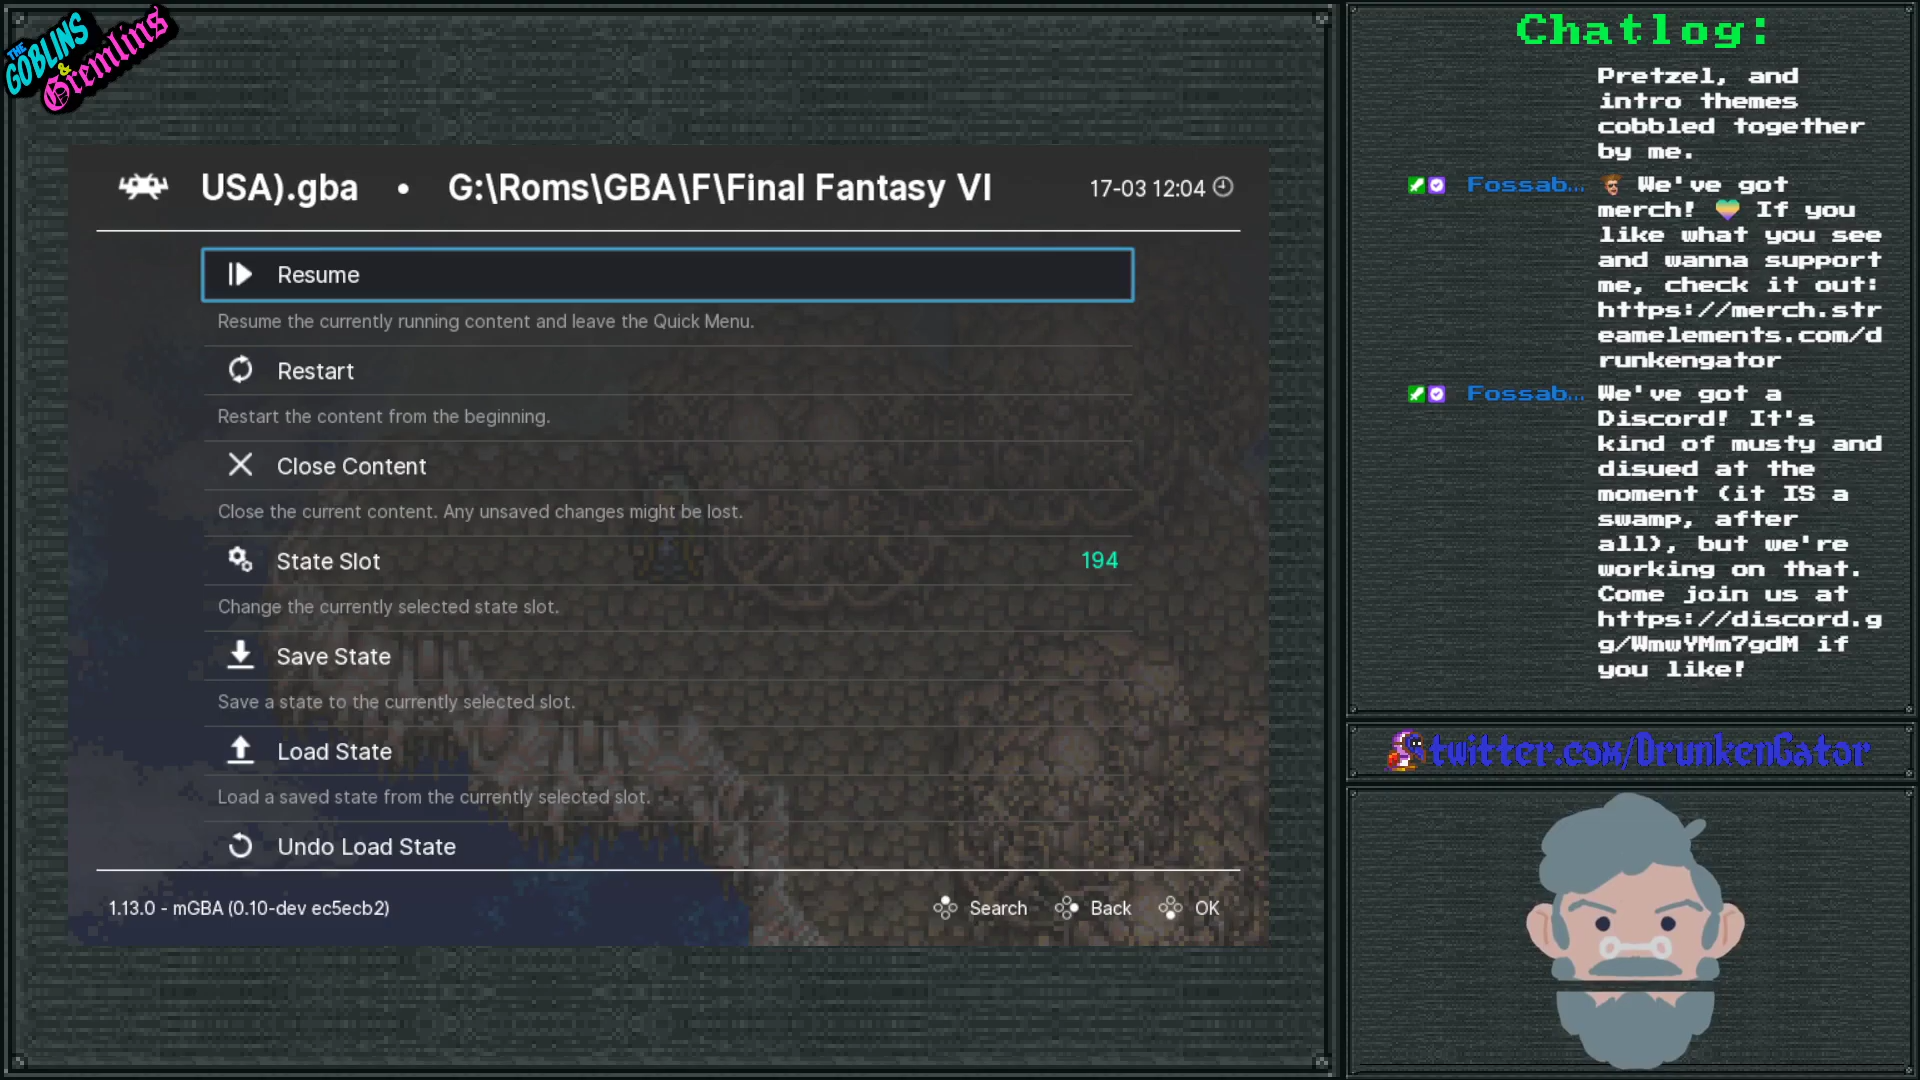 THE
GOBLINS
&
Gremlins
USA).gba • G:\Roms\GBA\F\Final Fantasy VI
17-03 12:04
Resume
Resume the currently running content and leave the Quick Menu.
Restart
Restart the content from the beginning.
Close Content
Close the current content. Any unsaved changes might be lost.
State Slot 194
Change the currently selected state slot.
Save State
Save a state to the currently selected slot.
Load State
Load a saved state from the currently selected slot.
Undo Load State
1.13.0 - mGBA (0.10-dev ec5ecb2)
Search Back OK
Chatlog:
Pretzel, and
intro themes
cobbled together
by me.
Fossab... We've got
merch! If you
like what you see
and wanna support
me, check it out:
https://merch.str
eamelements.com/d
runkengator
Fossab... We've got a
Discord! It's
kind of musty and
disued at the
moment (it IS a
swamp, after
all), but we're
working on that.
Come join us at
https://discord.g
g/WmwYMm7gdM if
you like!
twitter.com/DrunkenGator